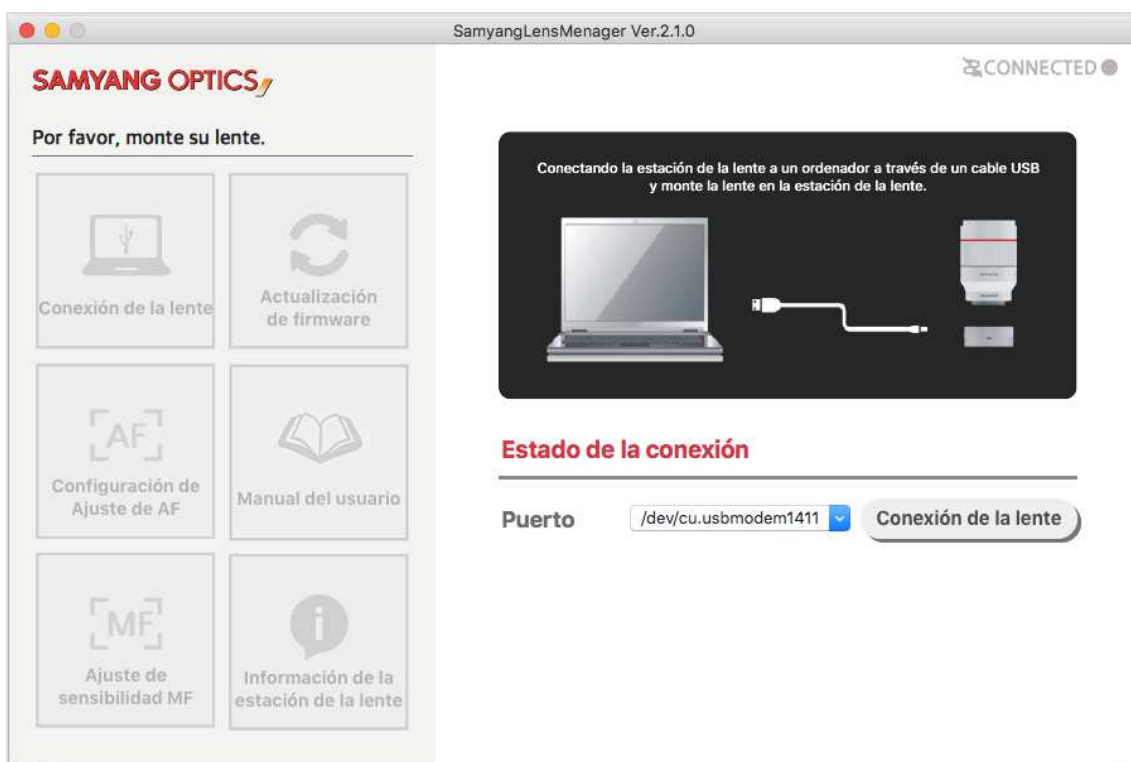 SamyangLensMenager Ver.2.1.0
SAMYANG OPTICS
CONNECTED
Por favor, monte su lente.
Conexión de la lente
Actualización
de firmware
AF
Configuración de
Ajuste de AF
Manual del usuario
MF
Ajuste de
sensibilidad MF
i
Información de la
estación de la lente
Conectando la estación de la lente a un ordenador a través de un cable USB
y monte la lente en la estación de la lente.
Estado de la conexión
Puerto
/dev/cu.usbmodem1411
Conexión de la lente